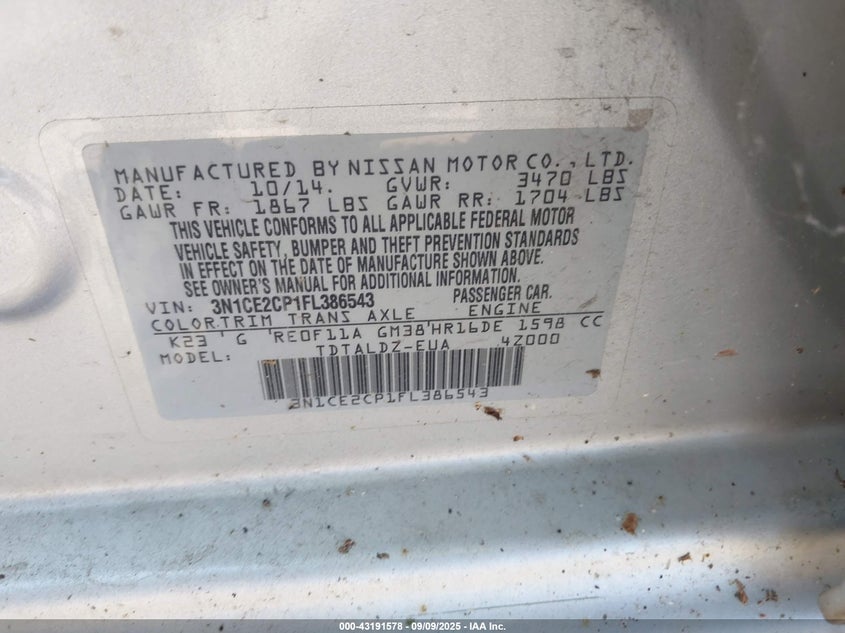 MANUFACTURED BY NISSAN MOTOR CO., LTD.
DATE: 10/14. GVWR: 3470 LBS
GAWR FR: 1867 LBS GAWR RR: 1704 LBS
THIS VEHICLE CONFORMS TO ALL APPLICABLE FEDERAL MOTOR
VEHICLE SAFETY, BUMPER AND THEFT PREVENTION STANDARDS
IN EFFECT ON THE DATE OF MANUFACTURE SHOWN ABOVE.
SEE OWNER'S MANUAL FOR ADDITIONAL INFORMATION.
VIN: 3N1CE2CP1FL386543 PASSENGER CAR.
COLOR TRIM TRANS AXLE ENGINE
K23 G RE0F11A GM38 HR16DE 1598 CC
MODEL: TDTALDZ-EUA 4Z000
3N1CE2CP1FL386543
000-43191578 - 09/09/2025 - IAA Inc.